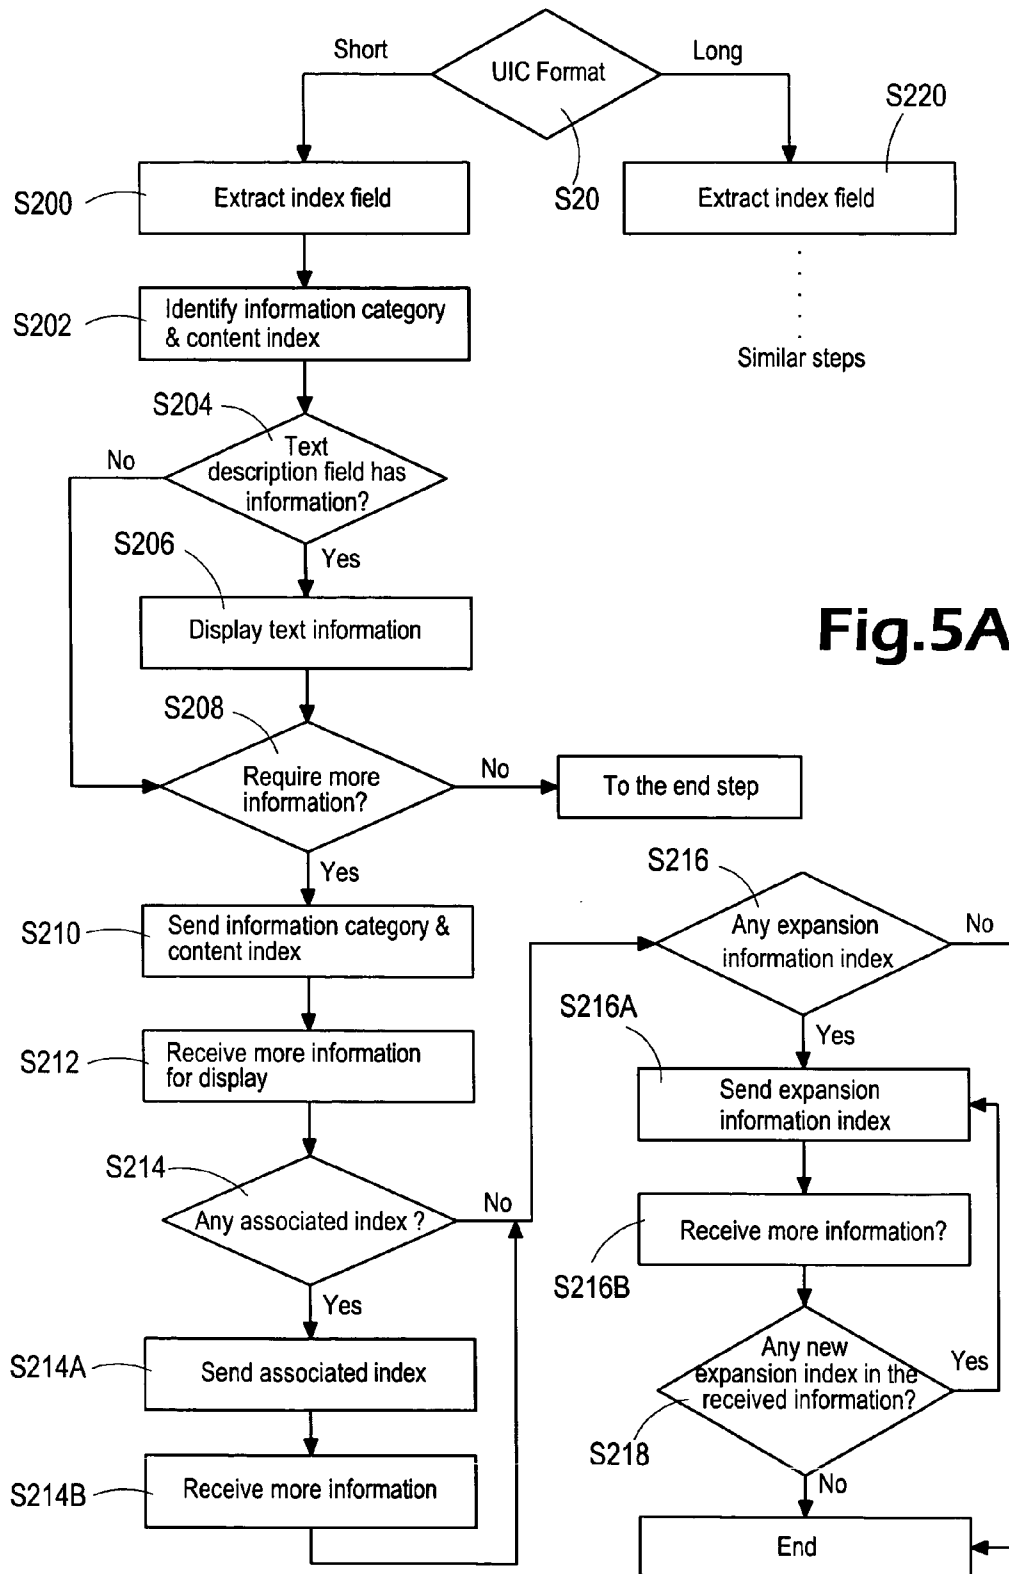 Short
UIC Format
Long
S220
S200
Extract index field
S20
Extract index field
S202
Identify information category
& content index
Similar steps
S204
No
Text
description field has
information?
S206
Yes
Display text information
Fig.5A
S208
Require more
information?
No
To the end step
Yes
S216
S210
Send information category &
content index
Any expansion
information index
No
S216A
Yes
S212
Receive more information
for display
Send expansion
information index
S214
Any associated index ?
No
Receive more information?
S216B
Yes
S214A
Send associated index
Any new
expansion index in the
received information?
Yes
S218
S214B
Receive more information
No
End